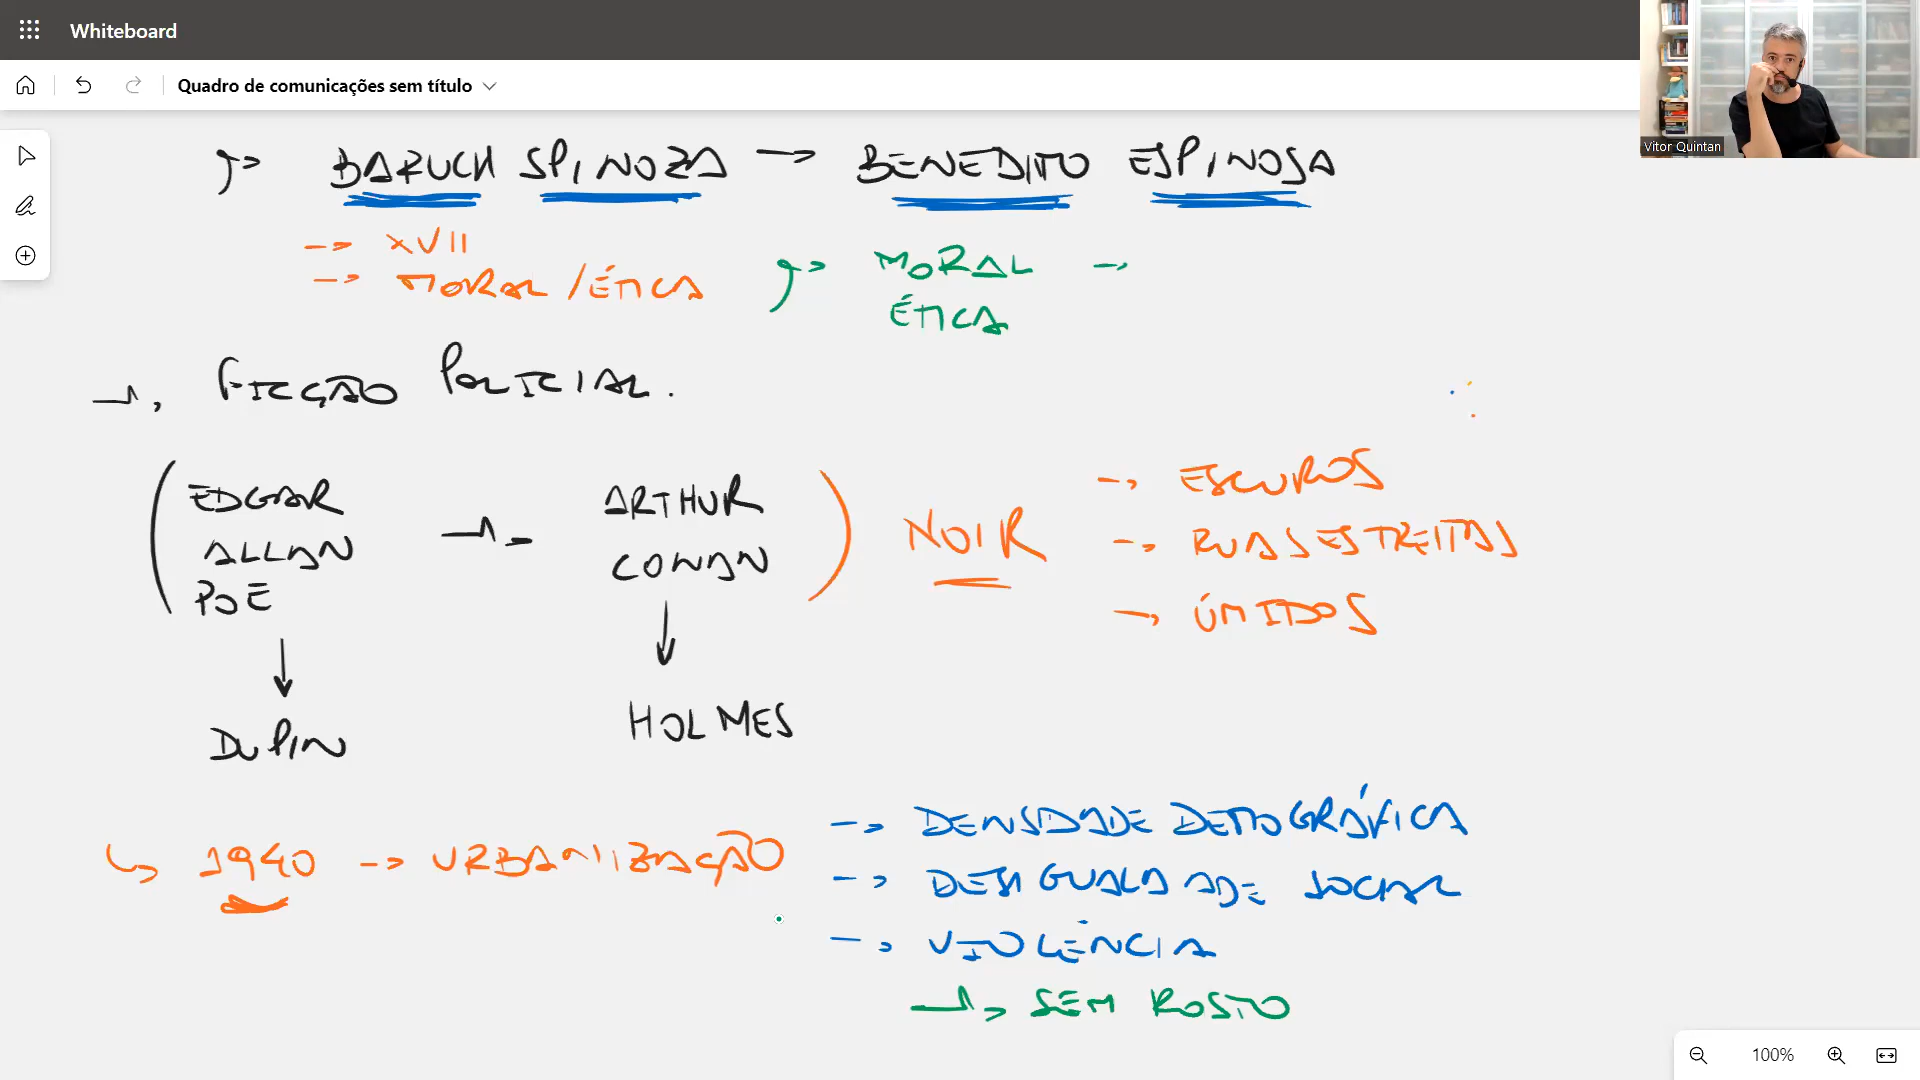 Whiteboard
Quadro de comunicações sem título
Vitor Quintan
BARUCH SPINOZA → BENEDITO ESPINOSA
→ XVII
→ MORAL / ÉTICA
→ MORAL →
ÉTICA
→ FICÇÃO POLICIAL.
(EDGAR ALLAN POE → ARTHUR CONAN) NOIR
→ ESCUROS
→ RUAS ESTREITAS
→ ÚMIDOS
↓ DUPIN
↓ HOLMES
↳ 1940 → URBANIZAÇÃO
→ DENSIDADE DEMOGRÁFICA
→ DESIGUALDADE SOCIAL
→ VIOLÊNCIA
→ SEM ROSTO
100%